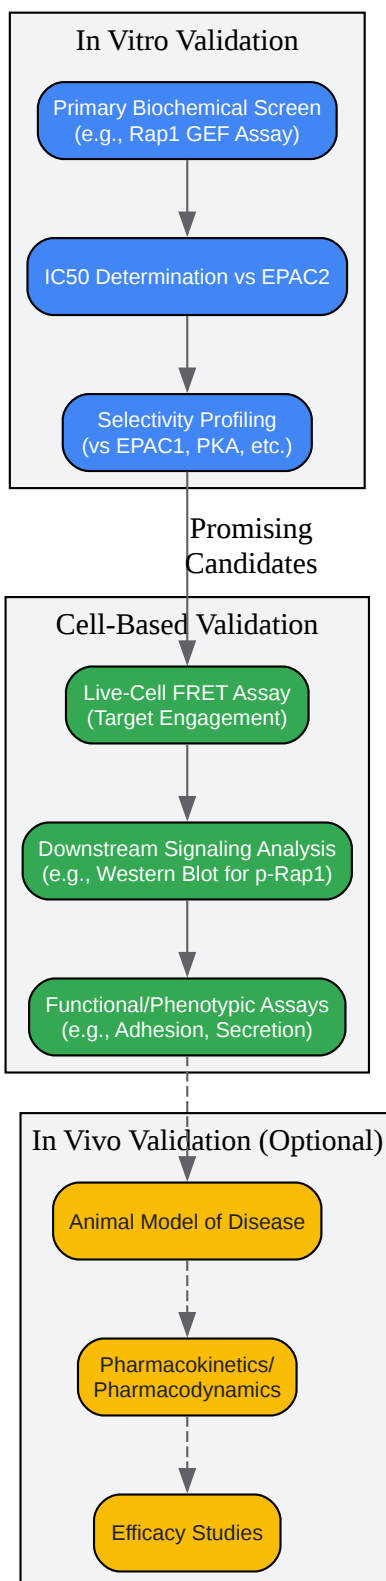 In Vitro Validation
Primary Biochemical Screen
(e.g., Rap1 GEF Assay)
IC50 Determination vs EPAC2
Selectivity Profiling
(vs EPAC1, PKA, etc.)
Promising
Candidates
Cell-Based Validation
Live-Cell FRET Assay
(Target Engagement)
Downstream Signaling Analysis
(e.g., Western Blot for p-Rap1)
Functional/Phenotypic Assays
(e.g., Adhesion, Secretion)
In Vivo Validation (Optional)
Animal Model of Disease
Pharmacokinetics/
Pharmacodynamics
Efficacy Studies